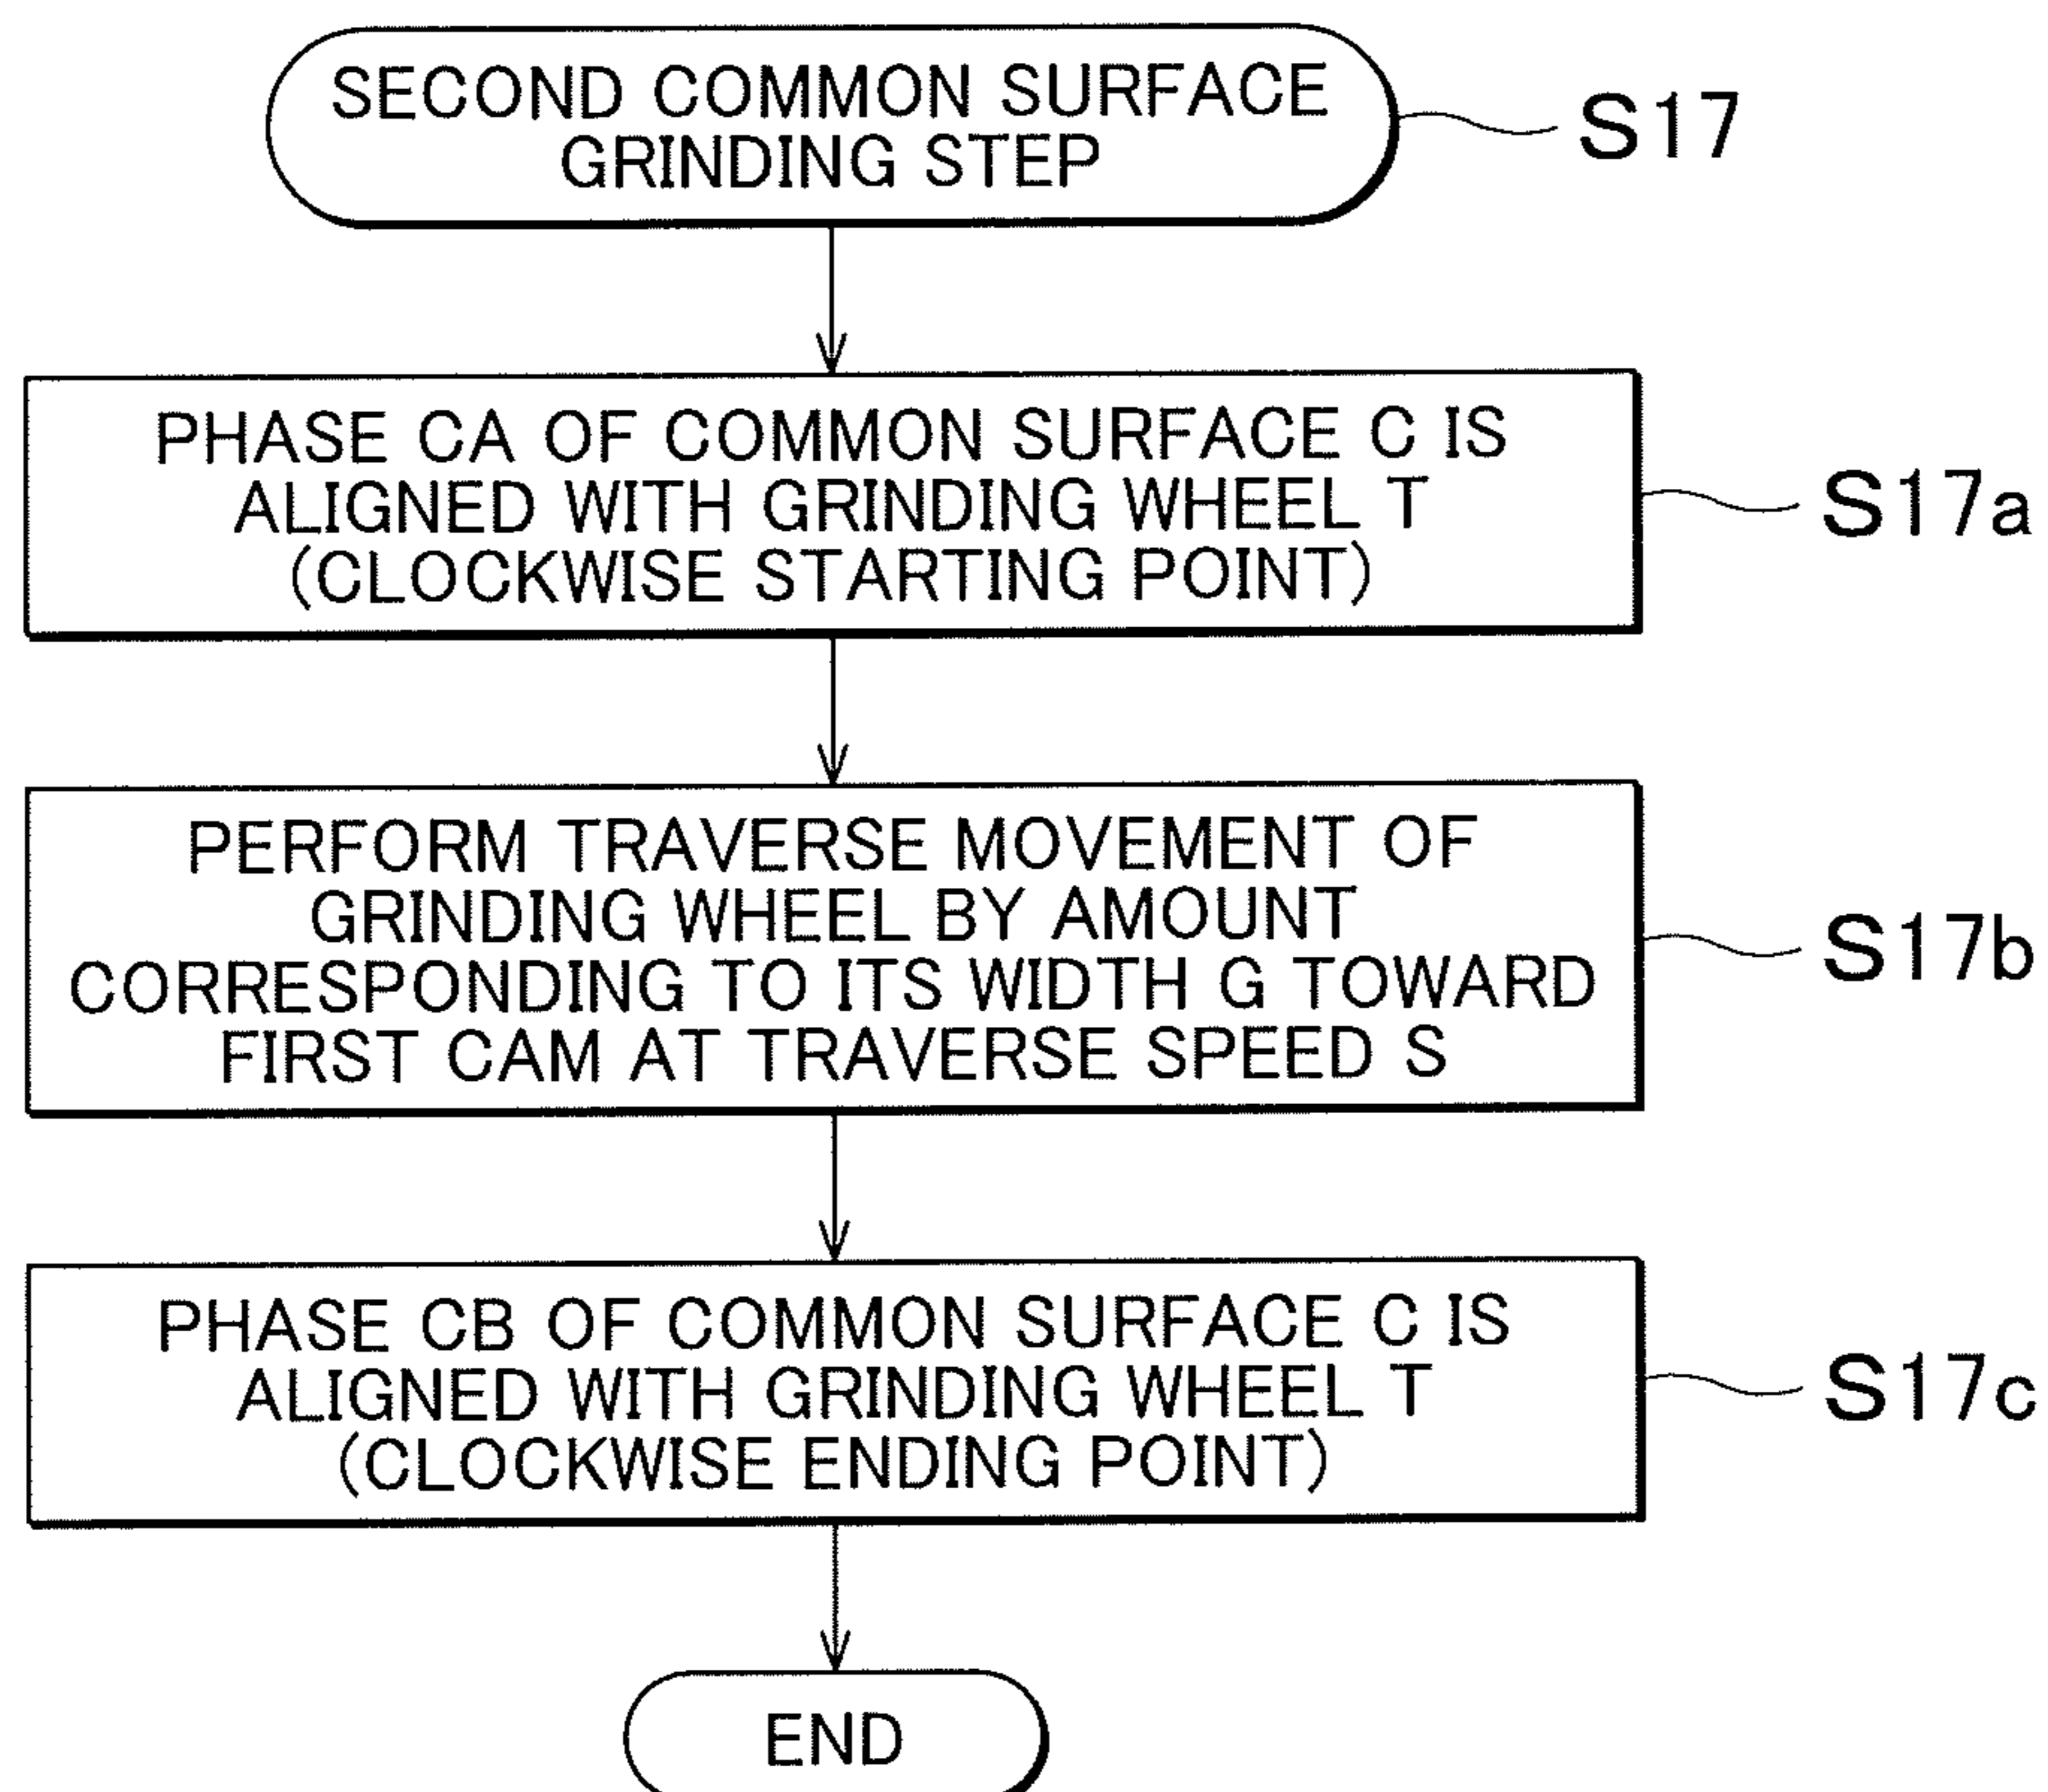 SECOND COMMON SURFACE
GRINDING STEP
S17
PHASE CA OF COMMON SURFACE C IS
ALIGNED WITH GRINDING WHEEL T
(CLOCKWISE STARTING POINT)
S17a
PERFORM TRAVERSE MOVEMENT OF
GRINDING WHEEL BY AMOUNT
CORRESPONDING TO ITS WIDTH G TOWARD
FIRST CAM AT TRAVERSE SPEED S
S17b
PHASE CB OF COMMON SURFACE C IS
ALIGNED WITH GRINDING WHEEL T
(CLOCKWISE ENDING POINT)
S17c
END